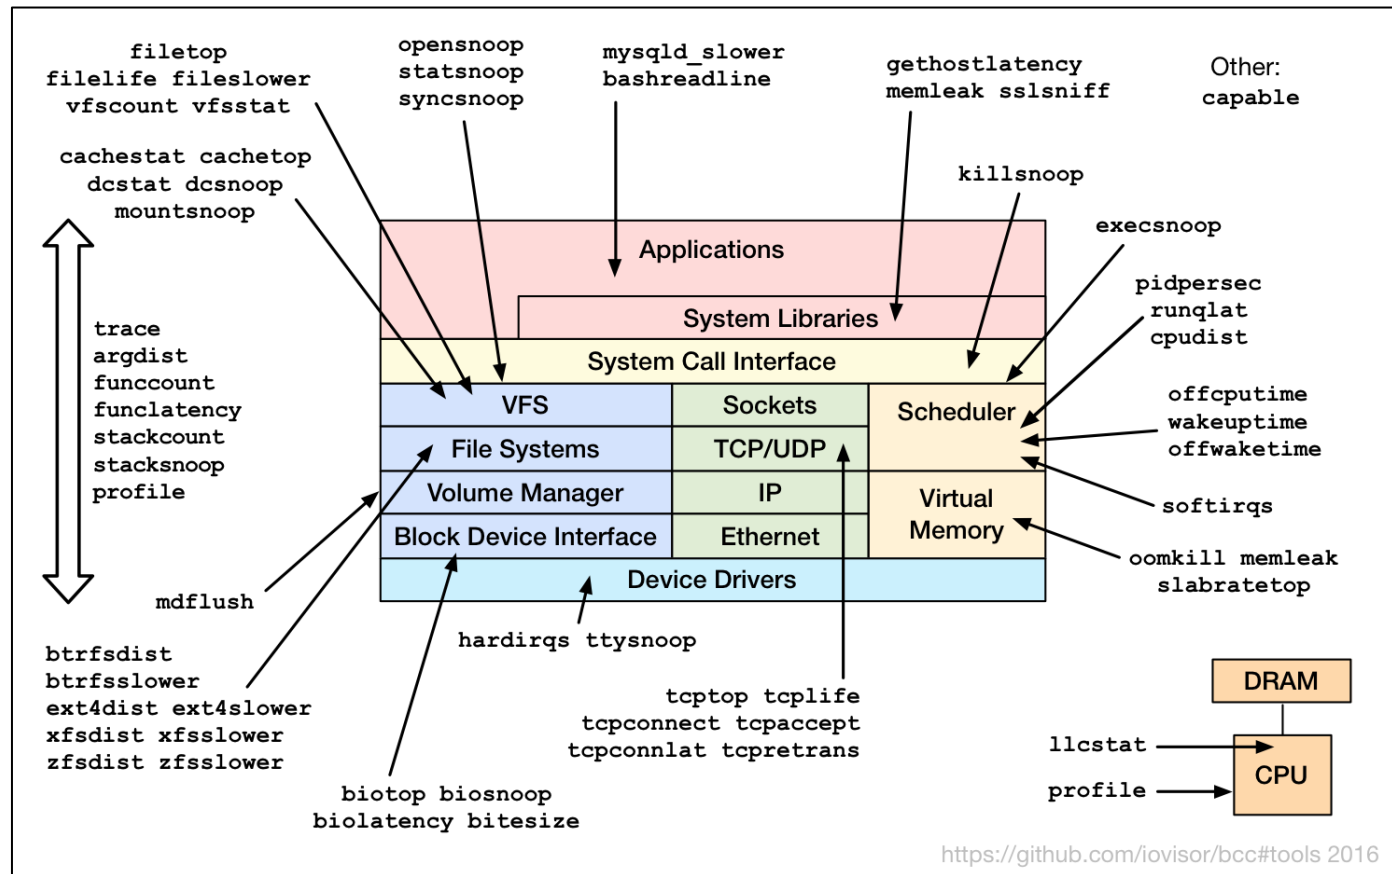 filetop
filelife fileslower
vfscount vfsstat
opensnoop
statsnoop
syncsnoop
mysqld_slower
bashreadline
gethostlatency
memleak sslsniff
Other:
capable
cachestat cachetop
dcstat dcsnoop
mountsnoop
killsnoop
execsnoop
pidpersec
runqlat
cpudist
offcputime
wakeuptime
offwaketime
softirqs
oomkill memleak
slabratetop
trace
argdist
funccount
funclatency
stackcount
stacksnoop
profile
Applications
System Libraries
System Call Interface
VFS
Sockets
Scheduler
File Systems
TCP/UDP
Volume Manager
IP
Virtual
Memory
Block Device Interface
Ethernet
Device Drivers
mdflush
hardirqs ttysnoop
btrfsdist
btrfsslower
ext4dist ext4slower
xfsdist xfsslower
zfsdist zfsslower
tcptop tcplife
tcpconnect tcpaccept
tcpconnlat tcpretrans
biotop biosnoop
biolatency bitesize
DRAM
llcstat
CPU
profile
https://github.com/iovisor/bcc#tools 2016